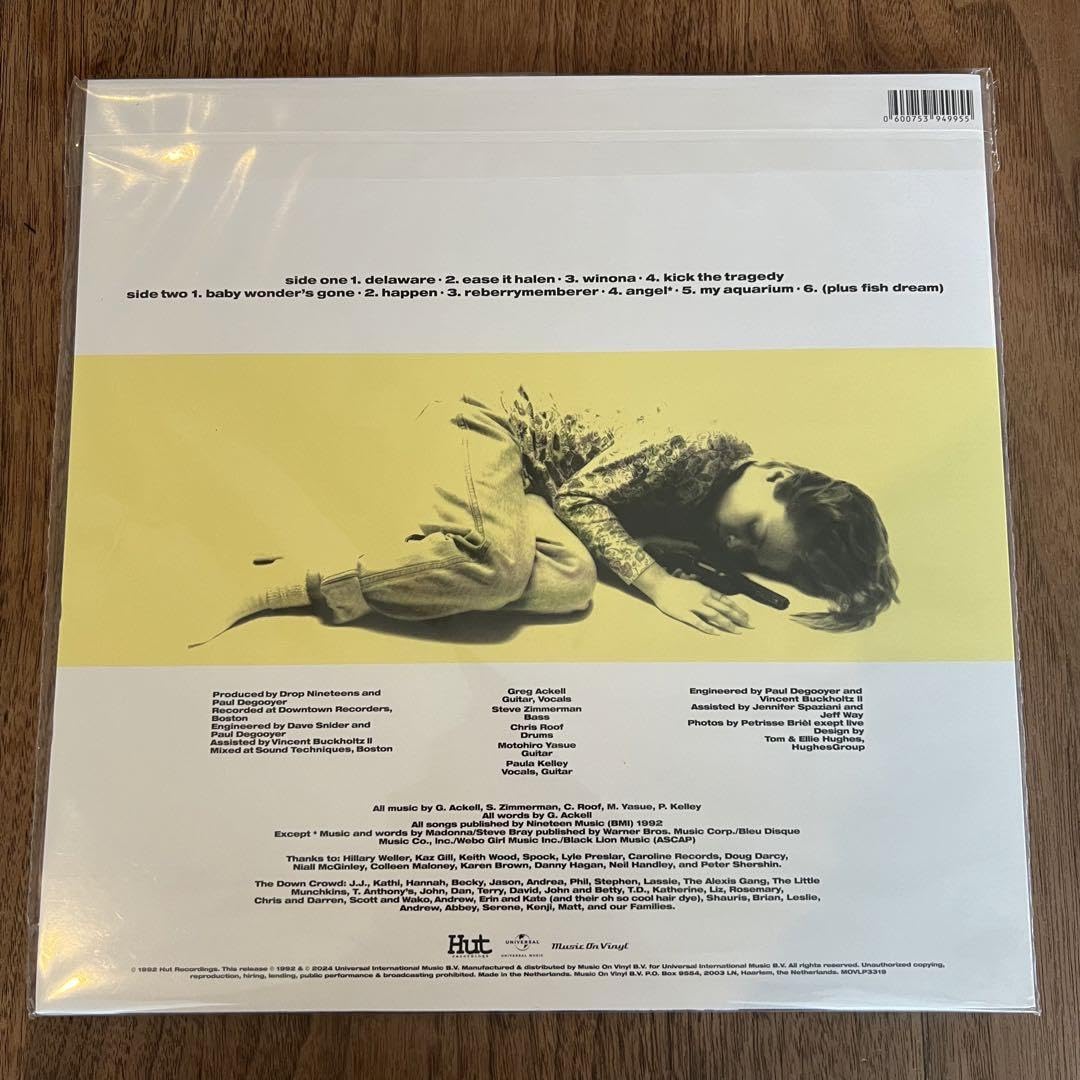 0 600753 949955
side one 1. delaware · 2. ease it halen · 3. winona · 4. kick the tragedy
side two 1. baby wonder's gone · 2. happen · 3. reberrymemberer · 4. angel* · 5. my aquarium · 6. (plus fish dream)
Produced by Drop Nineteens and
Paul Degooyer
Recorded at Downtown Recorders,
Boston
Engineered by Dave Snider and
Paul Degooyer
Assisted by Vincent Buckholtz II
Mixed at Sound Techniques, Boston
Greg Ackell
Guitar, Vocals
Steve Zimmerman
Bass
Chris Roof
Drums
Motohiro Yasue
Guitar
Paula Kelley
Vocals, Guitar
Engineered by Paul Degooyer and
Vincent Buckholtz II
Assisted by Jennifer Spaziani and
Jeff Way
Photos by Petrisse Brièl exept live
Design by
Tom & Ellie Hughes,
HughesGroup
All music by G. Ackell, S. Zimmerman, C. Roof, M. Yasue, P. Kelley
All words by G. Ackell
All songs published by Nineteen Music (BMI) 1992
Except * Music and words by Madonna/Steve Bray published by Warner Bros. Music Corp./Bleu Disque
Music Co., Inc./Webo Girl Music Inc./Black Lion Music (ASCAP)
Thanks to: Hillary Weller, Kaz Gill, Keith Wood, Spock, Lyle Preslar, Caroline Records, Doug Darcy,
Niall McGinley, Colleen Maloney, Karen Brown, Danny Hagan, Neil Handley, and Peter Shershin.
The Down Crowd: J.J., Kathi, Hannah, Becky, Jason, Andrea, Phil, Stephen, Lassie, The Alexis Gang, The Little
Munchkins, T. Anthony's, John, Dan, Terry, David, John and Betty, T.D., Katherine, Liz, Rosemary,
Chris and Darren, Scott and Wako, Andrew, Erin and Kate (and their oh so cool hair dye), Shauris, Brian, Leslie,
Andrew, Abbey, Serene, Kenji, Matt, and our Families.
Hut
recordings
UNIVERSAL
UNIVERSAL MUSIC
Music On Vinyl
℗ 1992 Hut Recordings. This release ℗ 1992 & © 2024 Universal International Music B.V. Manufactured & distributed by Music On Vinyl B.V. for Universal International Music B.V. All rights reserved. Unauthorized copying,
reproduction, hiring, lending, public performance & broadcasting prohibited. Made in the Netherlands. Music On Vinyl B.V. P.O. Box 9554, 2003 LN, Haarlem, the Netherlands. MOVLP3319